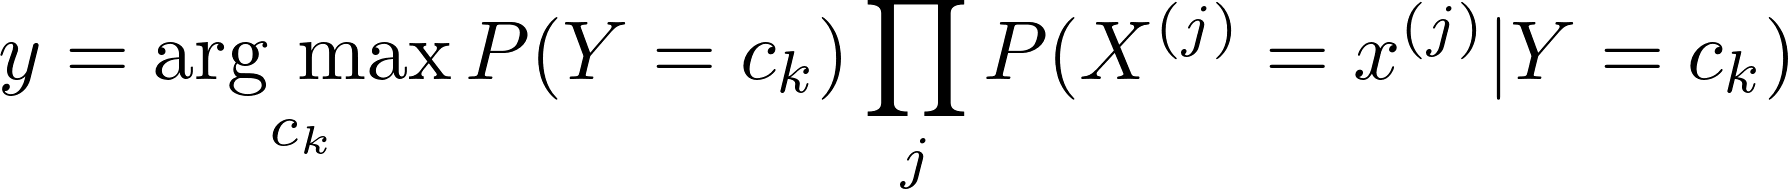 y = arg max_{c_k} P(Y = c_k) ∏_j P(X^{(j)} = x^{(j)}|Y = c_k)